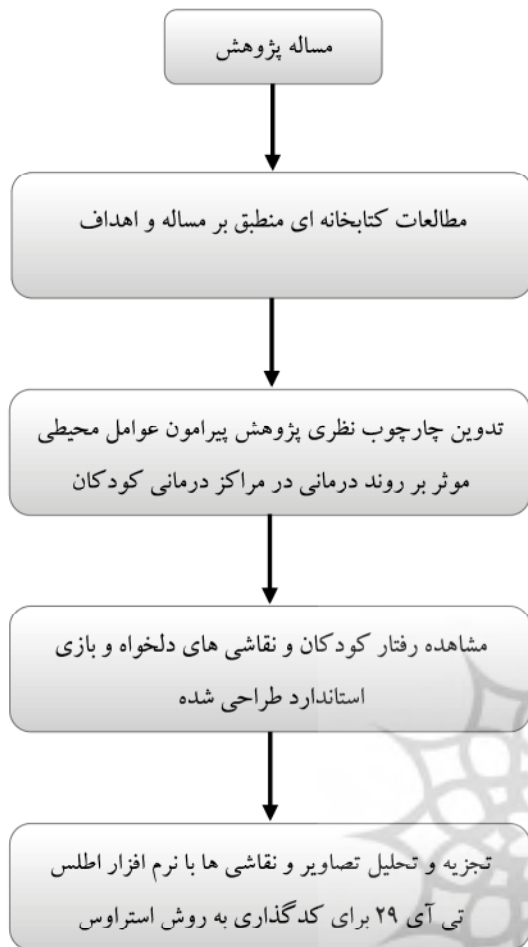 مساله پژوهش
مطالعات کتابخانه ای منطبق بر مساله و اهداف
تدوین چارچوب نظری پژوهش پیرامون عوامل محیطی
موثر بر روند درمانی در مراکز درمانی کودکان
مشاهده رفتار کودکان و نقاشی های دلخواه و بازی
استاندارد طراحی شده
تجزیه و تحلیل تصاویر و نقاشی ها با نرم افزار اطلس
تی آی ۲۹ برای کدگذاری به روش استراوس